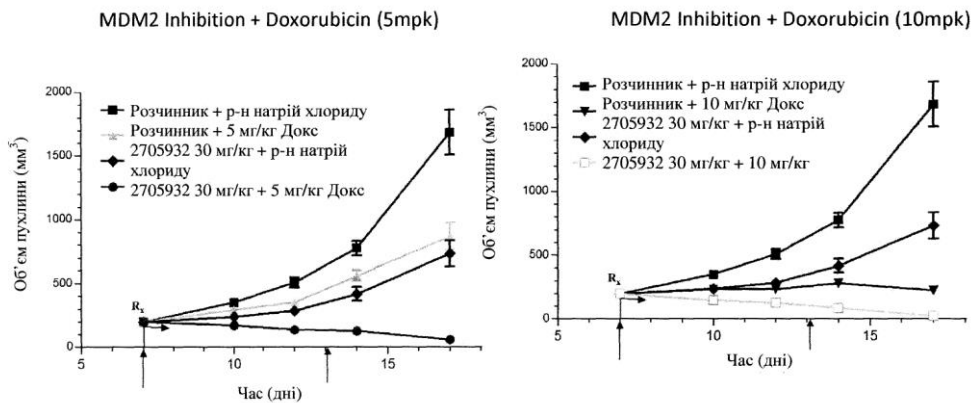 MDM2 Inhibition + Doxorubicin (5mpk)
2000
1500
1000
500
0
5
10
15
Об'єм пухлини (мм3)
Розчинник + р-н натрій хлориду
Розчинник + 5 мг/кг Докс
2705932 30 мг/кг + р-н натрій
хлориду
2705932 30 мг/кг + 5 мг/кг Докс
Rx
Час (дні)
MDM2 Inhibition + Doxorubicin (10mpk)
2000
1500
1000
500
0
5
10
15
Об'єм пухлини (мм3)
Розчинник + р-н натрій хлориду
Розчинник + 10 мг/кг Докс
2705932 30 мг/кг + р-н натрій
хлориду
2705932 30 мг/кг + 10 мг/кг
Rx
Час (дні)